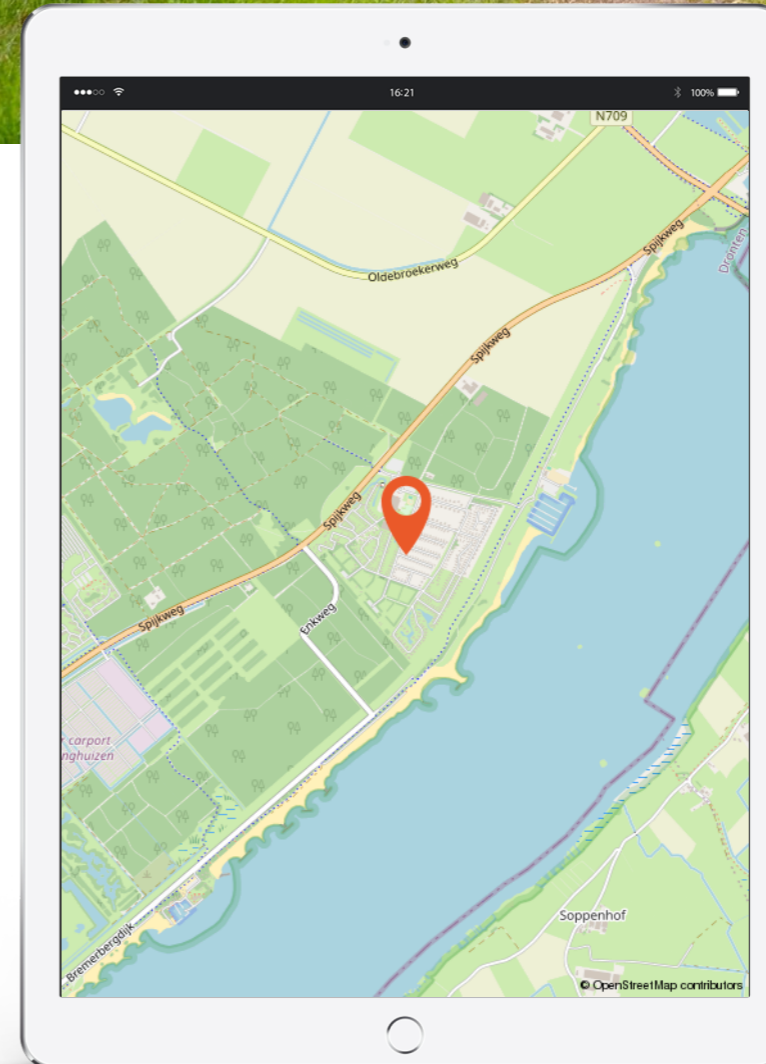 16:21
100%
N709
Spijkweg
Dronten
Oldebroekerweg
Spijkweg
Spijkweg
Enkweg
Spijkweg
carport
nghuizen
Soppenhof
Bremerbergdijk
© OpenStreetMap contributors